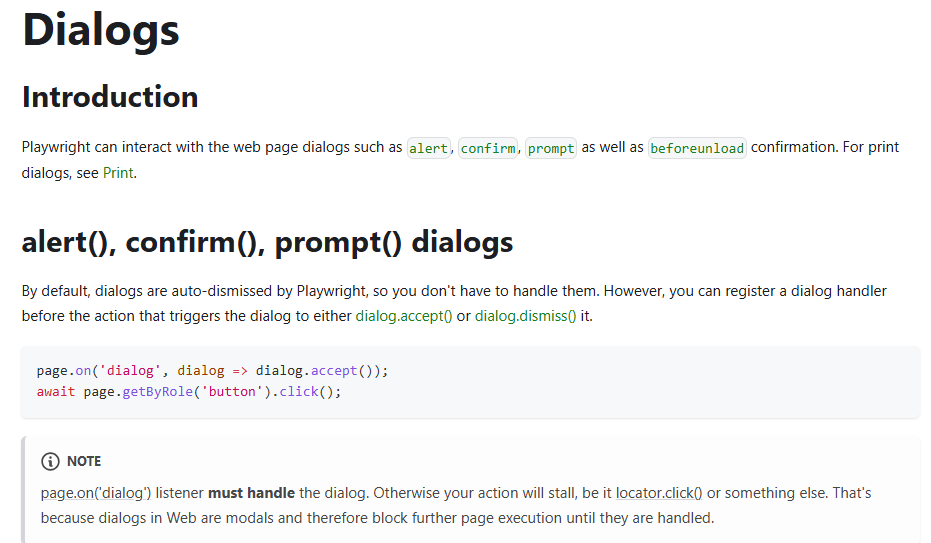 Dialogs
Introduction
Playwright can interact with the web page dialogs such as alert, confirm, prompt as well as beforeunload confirmation. For print
dialogs, see Print.
alert(), confirm(), prompt() dialogs
By default, dialogs are auto-dismissed by Playwright, so you don't have to handle them. However, you can register a dialog handler
before the action that triggers the dialog to either dialog.accept() or dialog.dismiss() it.
page.on('dialog', dialog => dialog.accept());
await page.getByRole('button').click();
NOTE
page.on('dialog') listener must handle the dialog. Otherwise your action will stall, be it locator.click() or something else. That's
because dialogs in Web are modals and therefore block further page execution until they are handled.